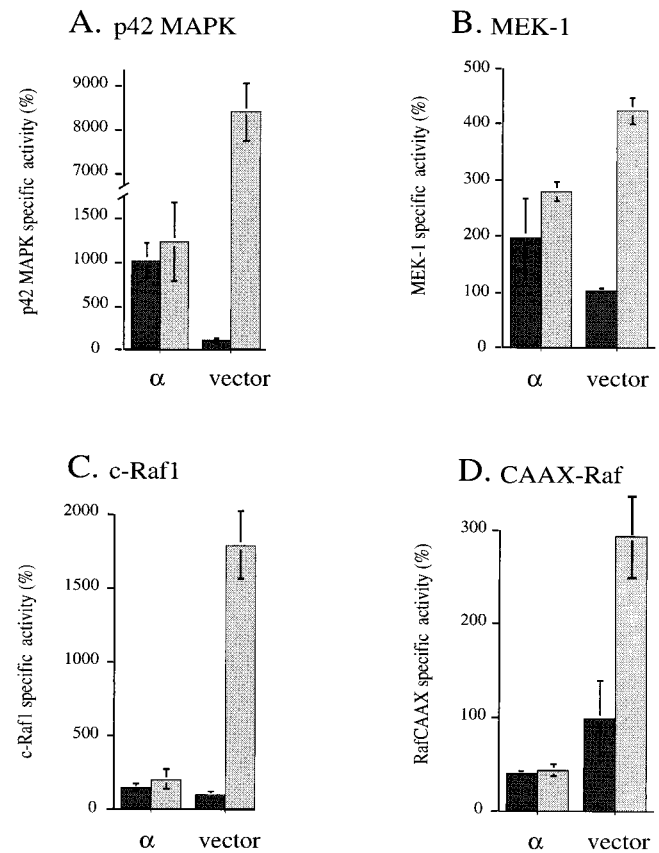 A. p42 MAPK
p42 MAPK specific activity (%)
9000
8000
7000
1500
1000
500
0
α vector
B. MEK-1
MEK-1 specific activity (%)
500
400
300
200
100
0
α vector
C. c-Raf1
c-Raf1 specific activity (%)
2000
1500
1000
500
0
α vector
D. CAAX-Raf
RafCAAX specific activity (%)
300
200
100
0
α vector